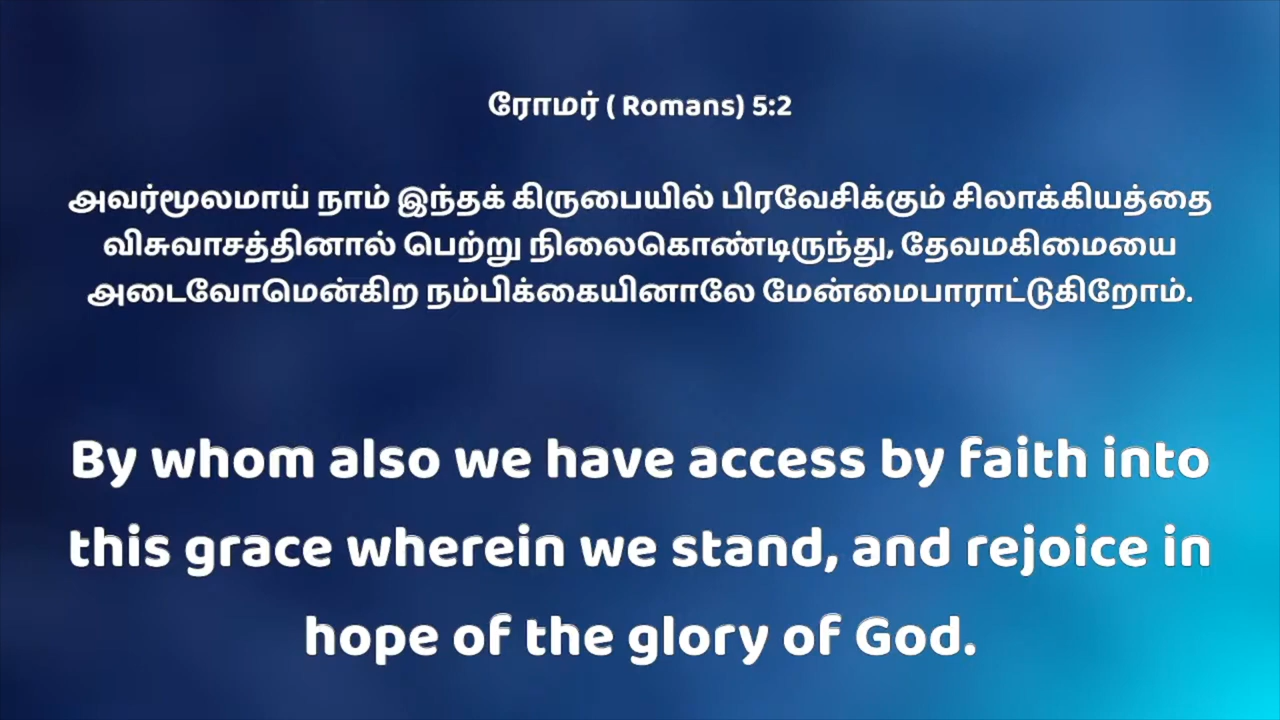 ரோமர் ( Romans) 5:2
அவர்மூலமாய் நாம் இந்தக் கிருபையில் பிரவேசிக்கும் சிலாக்கியத்தை
விசுவாசத்தினால் பெற்று நிலைகொண்டிருந்து, தேவமகிமையை
அடைவோமென்கிற நம்பிக்கையினாலே மேன்மைபாராட்டுகிறோம்.
By whom also we have access by faith into
this grace wherein we stand, and rejoice in
hope of the glory of God.